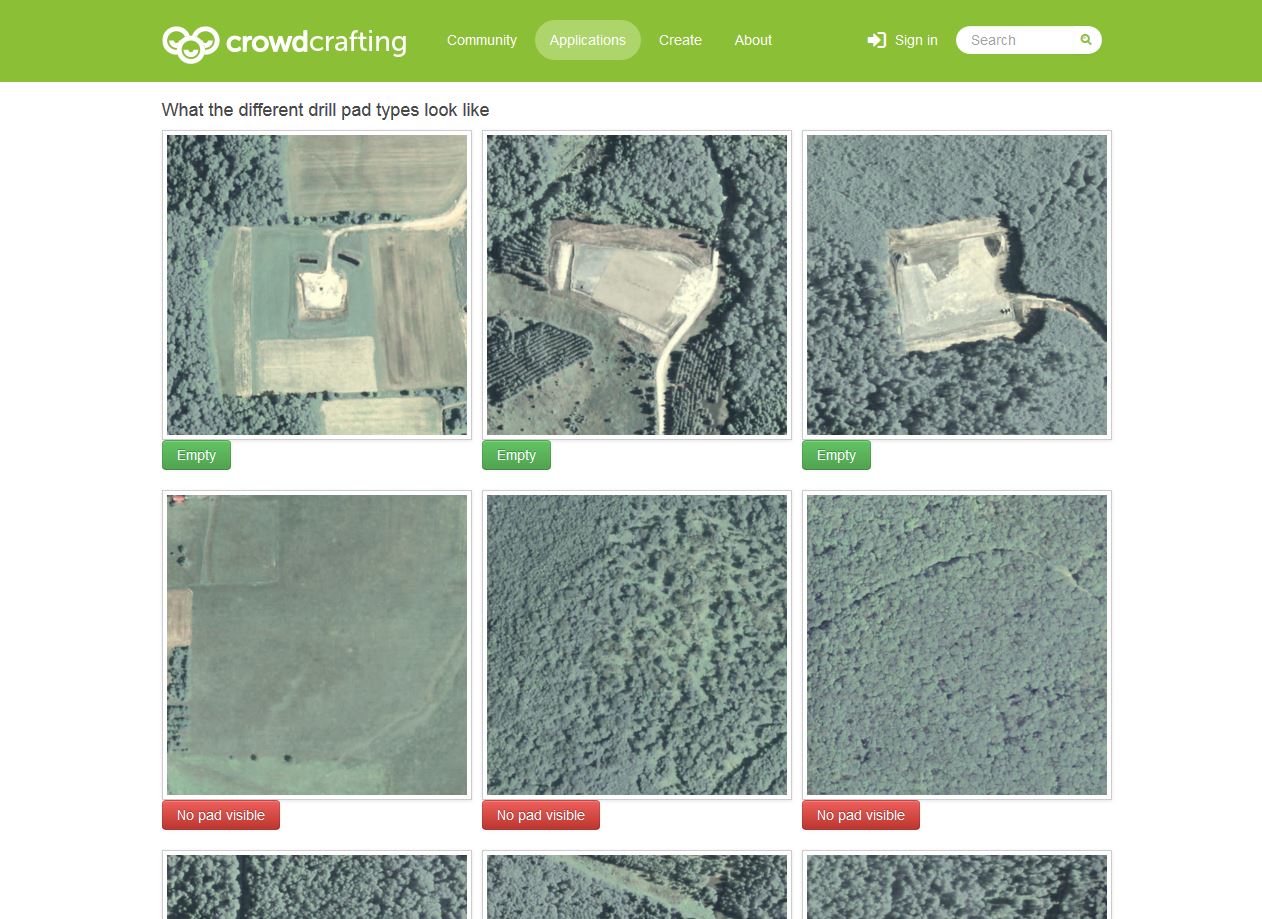 crowdcrafting Community Applications Create About Sign in Search
What the different drill pad types look like
Empty Empty Empty
No pad visible No pad visible No pad visible